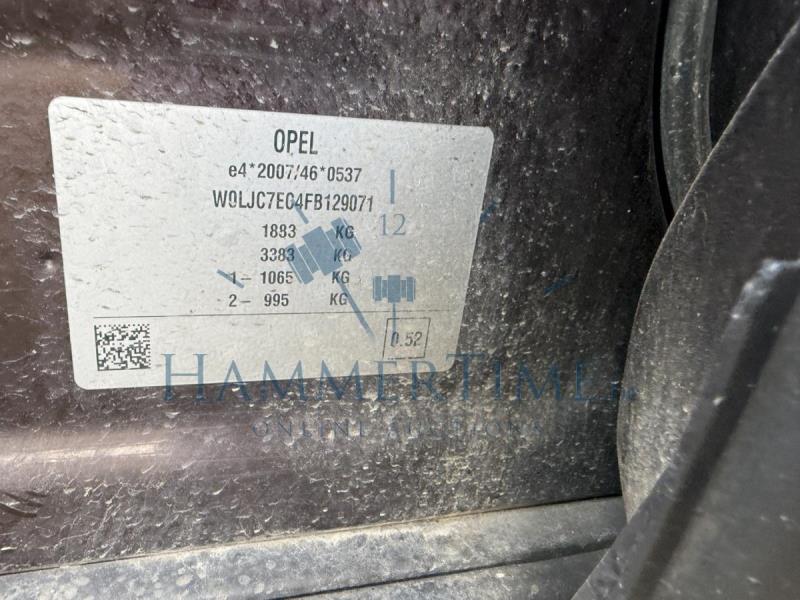 OPEL
e4*2007/46*0537
W0LJC7EC4FB129071
1883 KG
3383 KG
1- 1065 KG
2- 995 KG
0.52
12
HAMMERTIME
ONLINE AUCTIONS